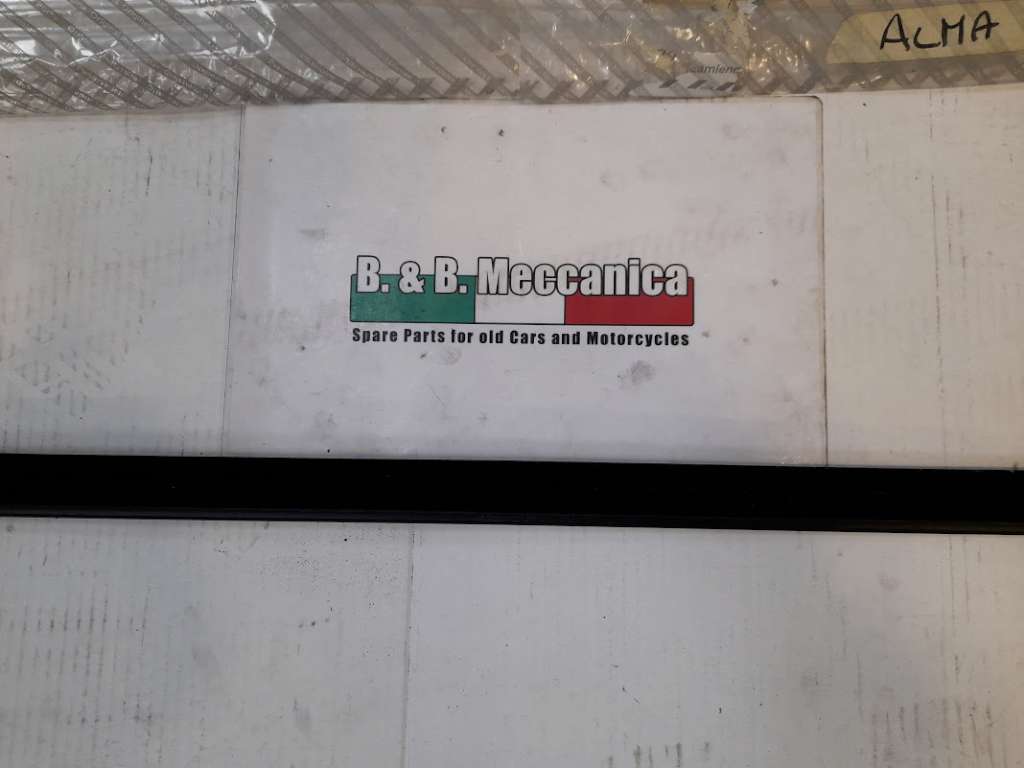 ALMA
B. & B. Meccanica
Spare Parts for old Cars and Motorcycles